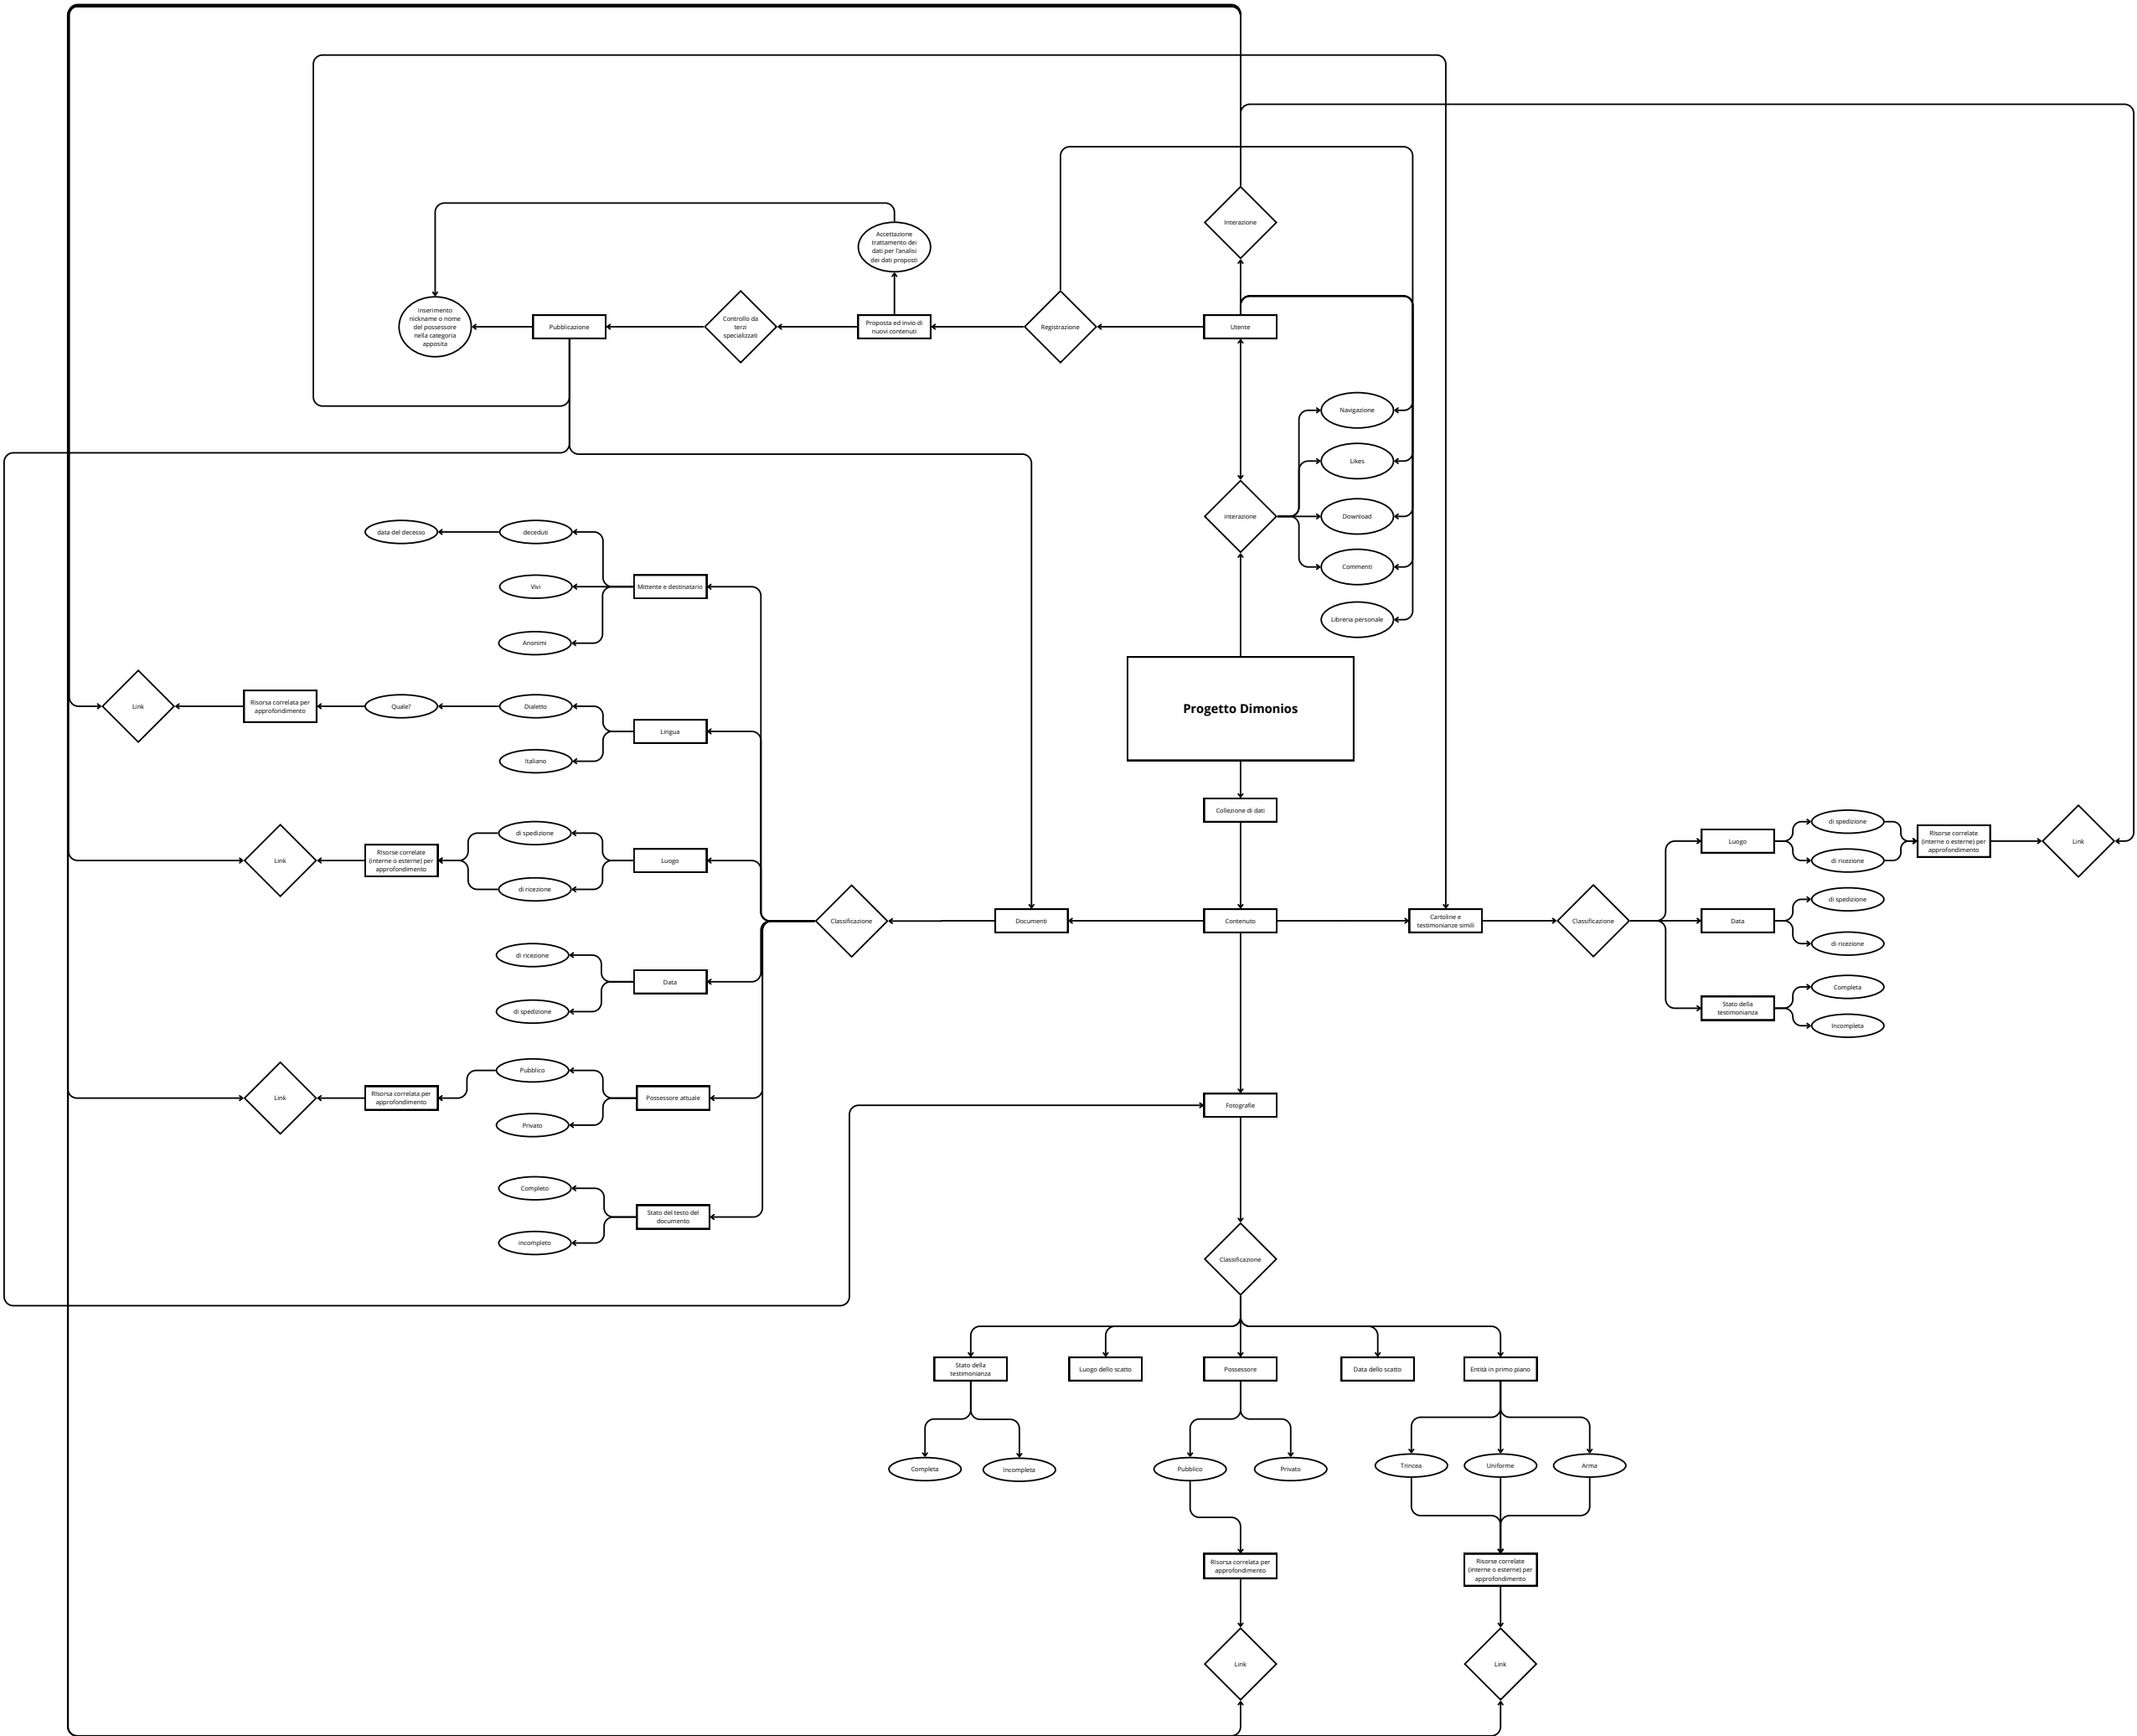 Interazione
Accettazione
trattamento dei
dati per l'analisi
dei dati proposti
Inserimento
nickname o nome
del possessore
nella categoria
apposita
Pubblicazione
Controllo da
terzi
specializzati
Proposta ed invio di
nuovi contenuti
Registrazione
Utente
Navigazione
Likes
Download
Commenti
Libreria personale
interazione
data del decesso
deceduti
Vivi
Anonimi
Mittente e destinatario
Link
Risorsa correlata per
approfondimento
Quale?
Dialetto
Italiano
Lingua
Progetto Dimonios
Collezione di dati
Link
RIsorse correlate
(interne o esterne) per
approfondimento
di spedizione
di ricezione
Luogo
Luogo
di spedizione
di ricezione
RIsorse correlate
(interne o esterne) per
approfondimento
Link
Classificazione
Documenti
Contenuto
Cartoline e
testimonianze simili
Classificazione
Data
di spedizione
di ricezione
di ricezione
di spedizione
Data
Stato della
testimonianza
Completa
Incompleta
Link
RIsorsa correlata per
approfondimento
Pubblico
Privato
Possessore attuale
Fotografie
Completo
incompleto
Stato del testo del
documento
Classificazione
Stato della
testimonianza
Luogo dello scatto
Possessore
Data dello scatto
Entità in primo piano
Completa
Incompleta
Pubblico
Privato
Trincea
Uniforme
Arma
RIsorsa correlata per
approfondimento
Risorse correlate
(interne o esterne) per
approfondimento
Link
Link